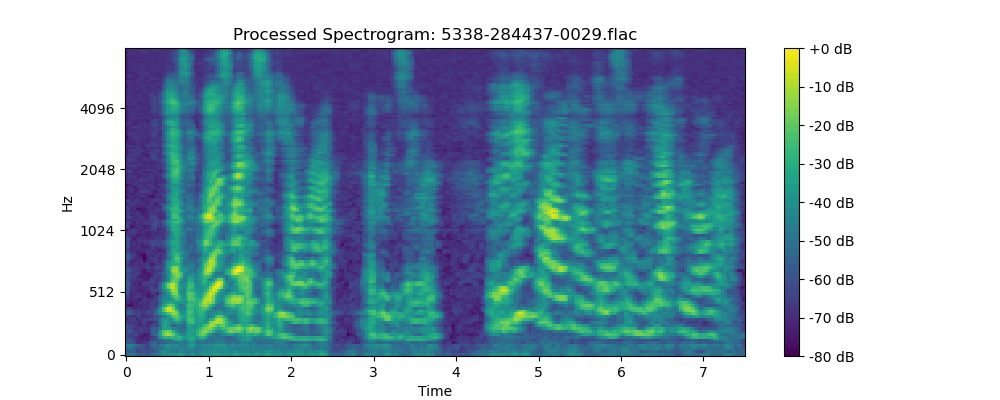 Processed Spectrogram: 5338-284437-0029.flac
Hz
4096
2048
1024
512
0
0 1 2 3 4 5 6 7
Time
+0 dB
-10 dB
-20 dB
-30 dB
-40 dB
-50 dB
-60 dB
-70 dB
-80 dB